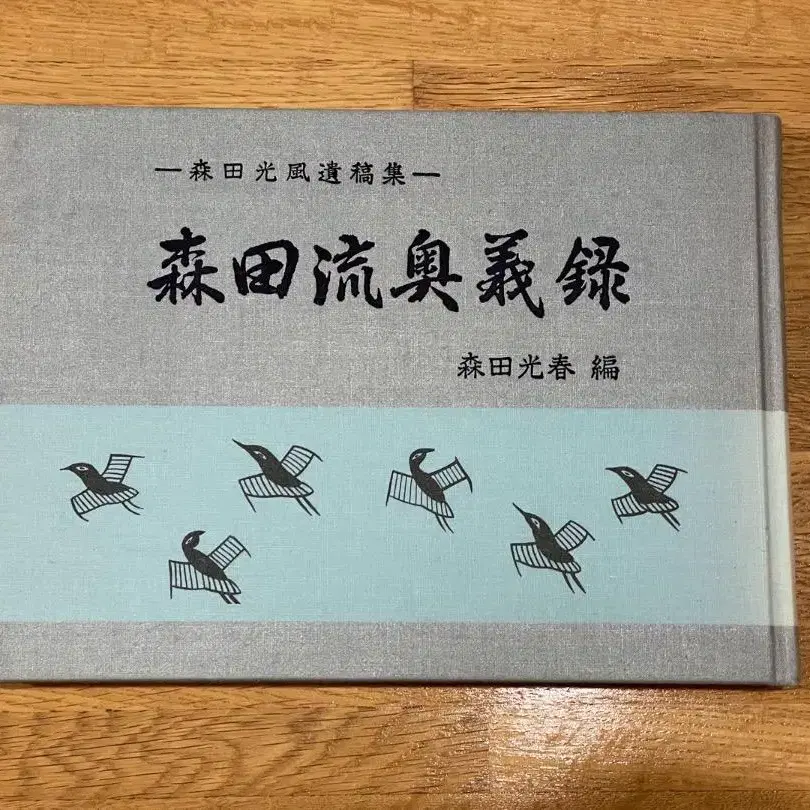 —森田光風遺稿集—
森田流奥義録
森田光春 編